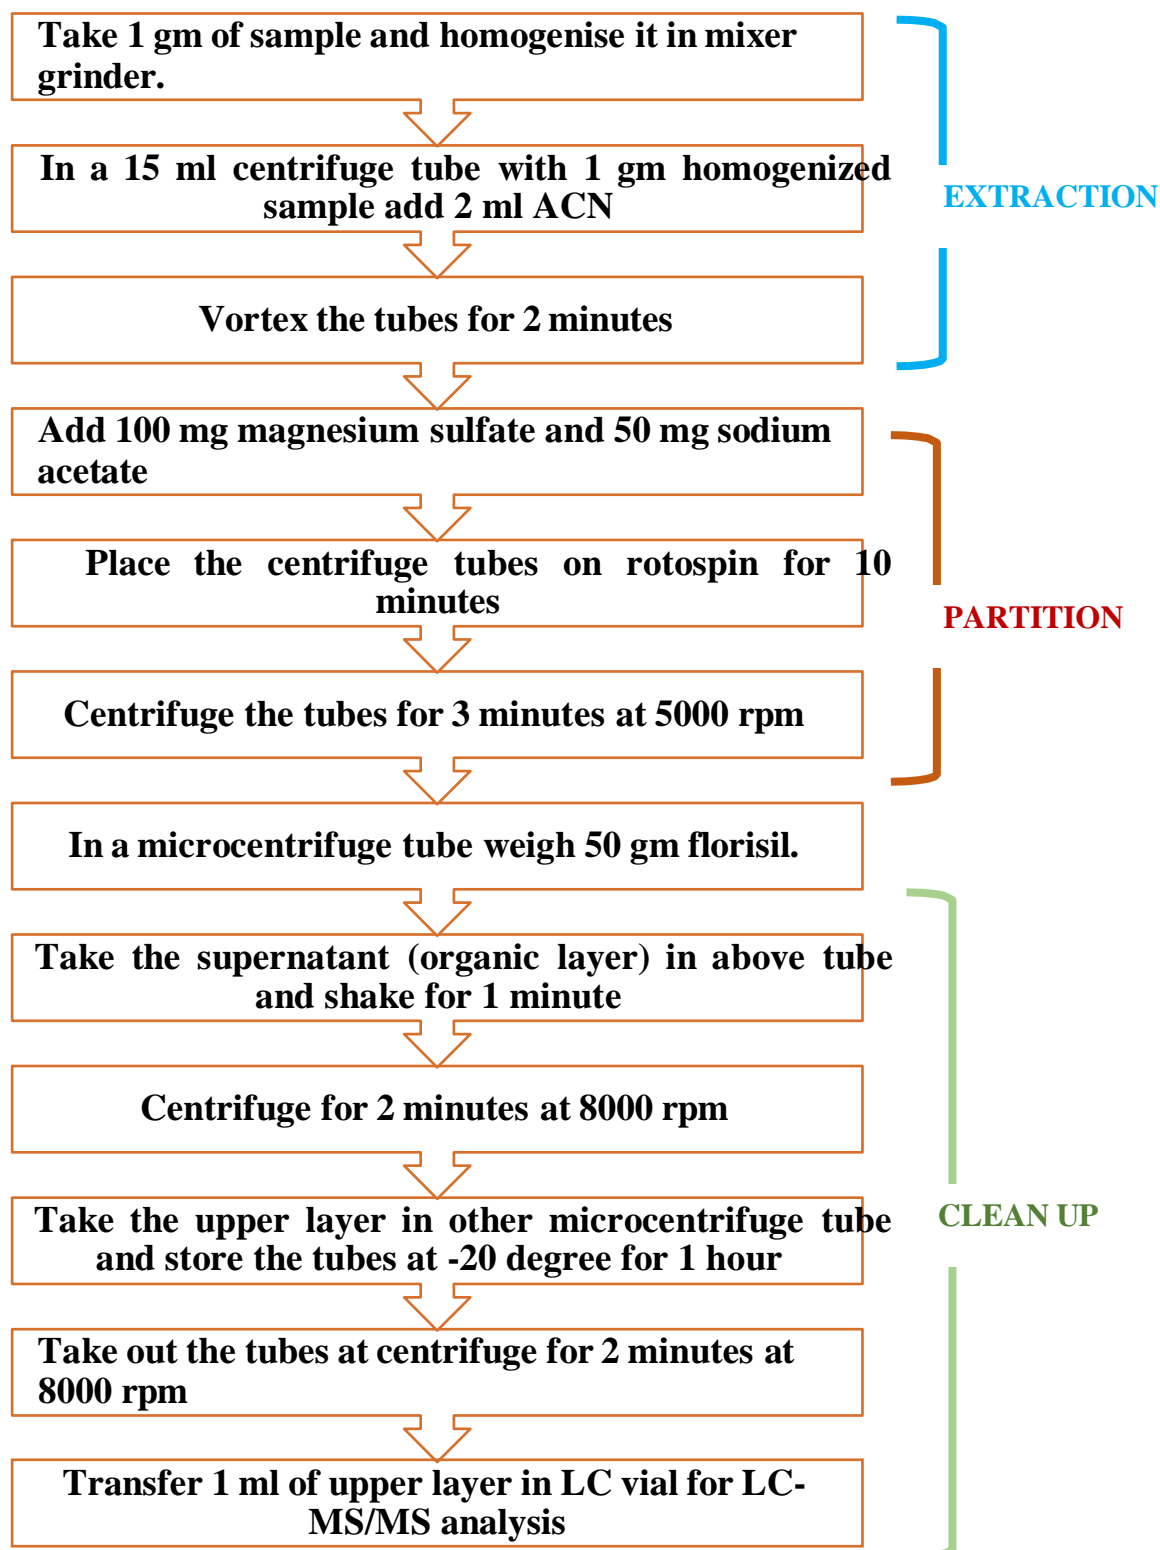 Take 1 gm of sample and homogenise it in mixer
grinder.
In a 15 ml centrifuge tube with 1 gm homogenized
sample add 2 ml ACN
EXTRACTION
Vortex the tubes for 2 minutes
Add 100 mg magnesium sulfate and 50 mg sodium
acetate
Place the centrifuge tubes on rotospin for 10
minutes
PARTITION
Centrifuge the tubes for 3 minutes at 5000 rpm
In a microcentrifuge tube weigh 50 gm florisil.
Take the supernatant (organic layer) in above tube
and shake for 1 minute
Centrifuge for 2 minutes at 8000 rpm
Take the upper layer in other microcentrifuge tube
and store the tubes at -20 degree for 1 hour
CLEAN UP
Take out the tubes at centrifuge for 2 minutes at
8000 rpm
Transfer 1 ml of upper layer in LC vial for LC-
MS/MS analysis